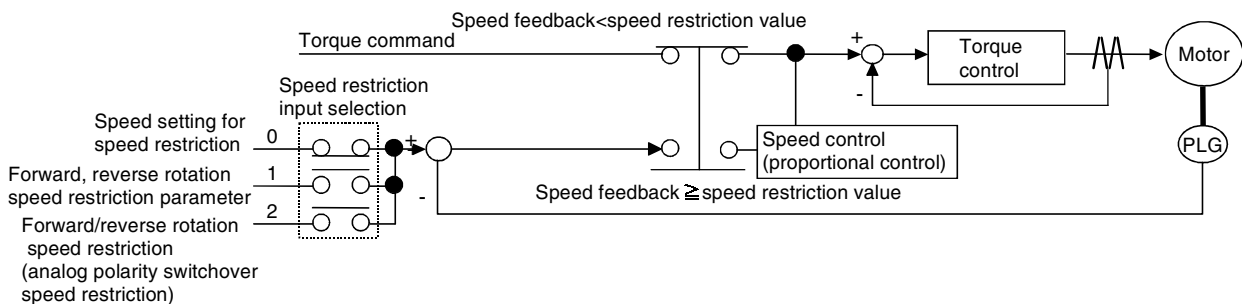 Speed feedback<speed restriction value
Torque command
+
-
Torque
control
Motor
PLG
Speed restriction
input selection
Speed setting for
speed restriction
0
Forward, reverse rotation
speed restriction parameter
1
Forward/reverse rotation
speed restriction
(analog polarity switchover
speed restriction)
2
+
-
Speed control
(proportional control)
Speed feedback ≧speed restriction value